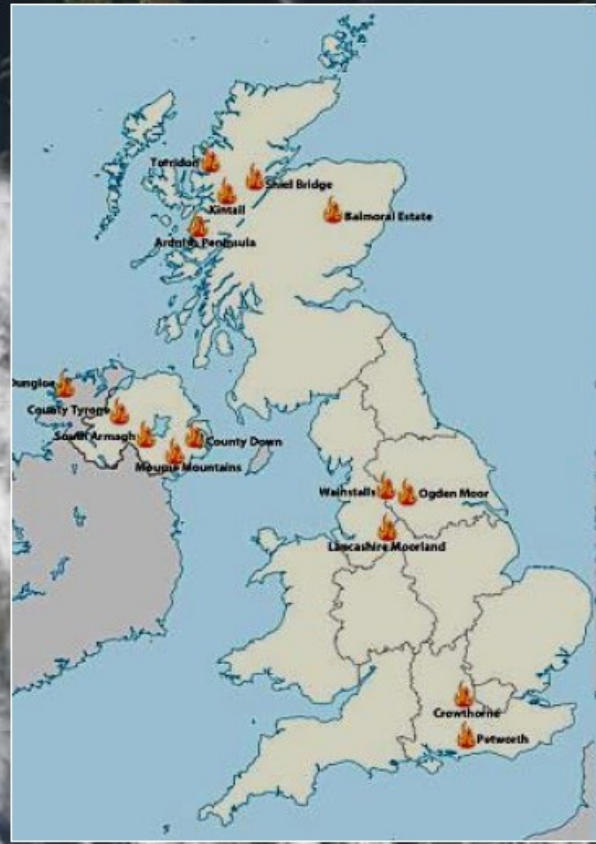 Torridon
Shiel Bridge
Kintail
Balmoral Estate
Ardnish Peninsula
Dungloe
County Tyrone
South Armagh
County Down
Mourne Mountains
Wainstalls
Ogden Moor
Lancashire Moorland
Crowthorne
Petworth